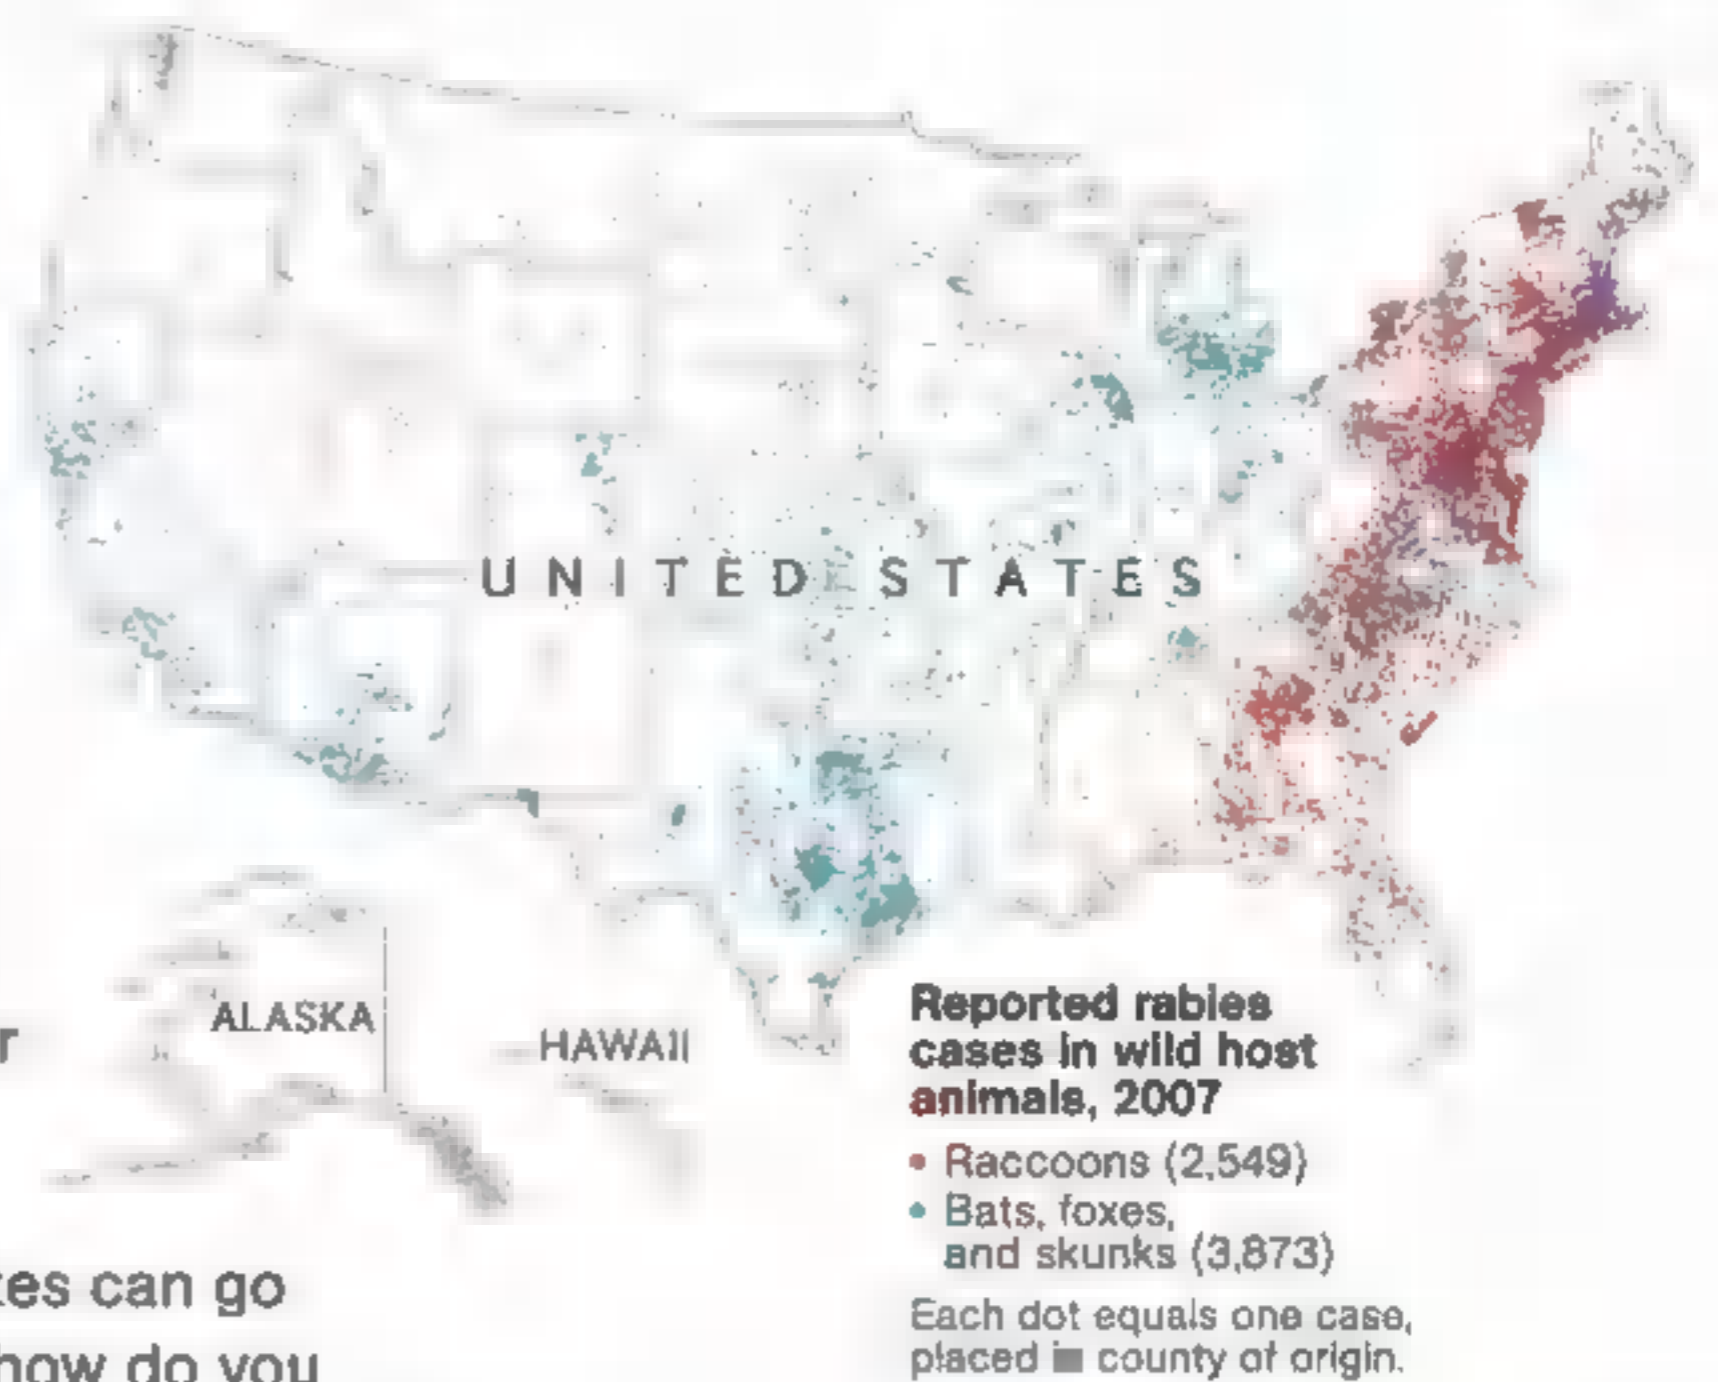 UNITED STATES
ALASKA
HAWAII
r
Reported rabies
cases in wild host
animals, 2007
• Raccoons (2,549)
• Bats, foxes,
and skunks (3,873)
Each dot equals one case,
placed in county of origin.
tes can go
how do you